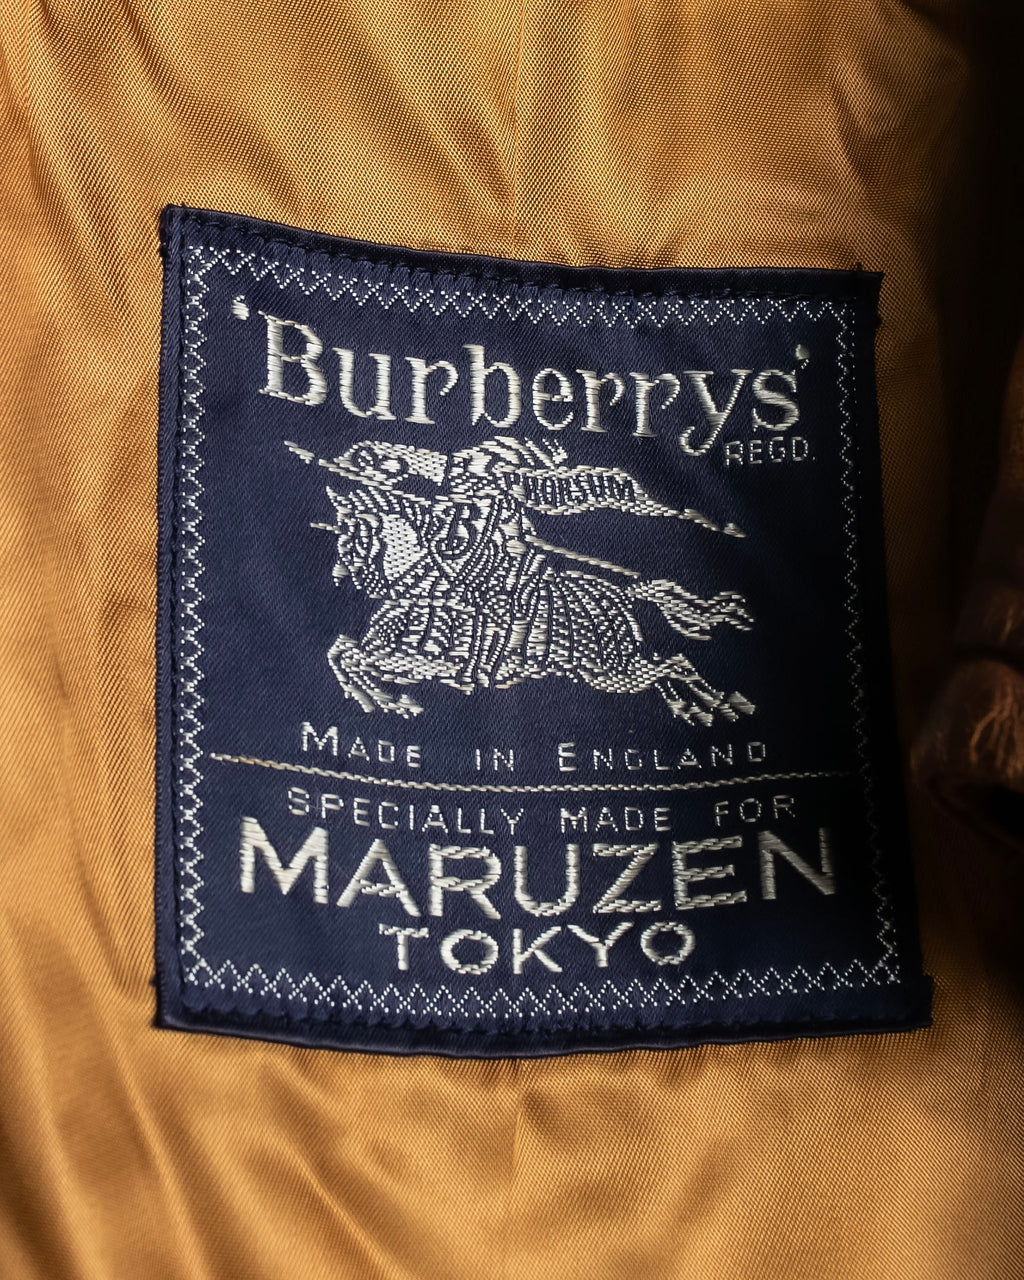 'Burberrys'
REGD.
PRORSUM
B
MADE IN ENGLAND
SPECIALLY MADE FOR
MARUZEN
TOKYO